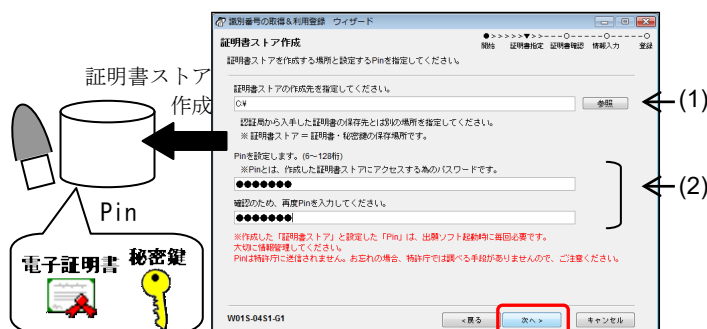 識別番号の取得&利用登録 ウィザード
証明書ストア作成
●>>>>>▼>>---○-----○-----○
開始 証明書指定 証明書確認 情報入力 登録
証明書ストアを作成する場所と設定するPinを指定してください。
証明書ストア
作成
証明書ストアの作成先を指定してください。
C:¥
参照
(1)
認証局から入手した証明書の保存先とは別の場所を指定してください。
※ 証明書ストア = 証明書・秘密鍵の保存場所です。
Pinを設定します。(6~128桁)
※Pinとは、作成した証明書ストアにアクセスする為のパスワードです。
●●●●●●●
(2)
確認のため、再度Pinを入力してください。
●●●●●●●
Pin
※作成した「証明書ストア」と設定した「Pin」は、出願ソフト起動時に毎回必要です。
大切に情報管理してください。
Pinは特許庁に送信されません。お忘れの場合、特許庁では調べる手段がありませんので、ご注意ください。
電子証明書 秘密鍵
W01S-04S1-G1
<戻る
次へ >
キャンセル